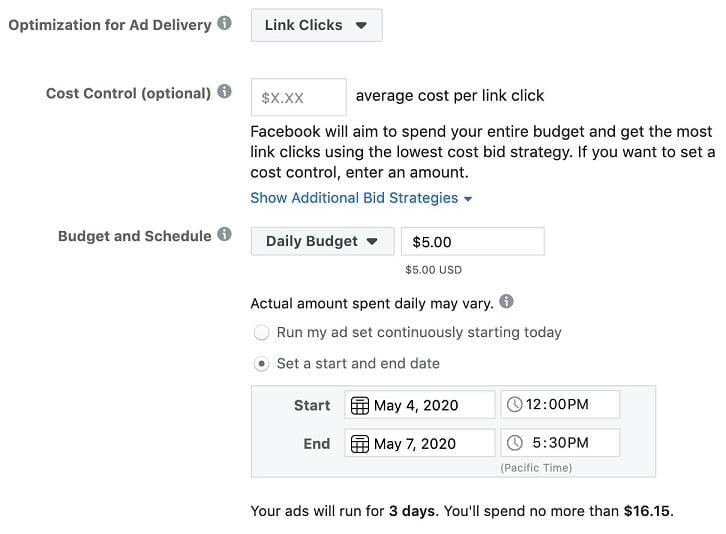 Optimization for Ad Delivery Link Clicks
Cost Control (optional) $X.XX average cost per link click
Facebook will aim to spend your entire budget and get the most
link clicks using the lowest cost bid strategy. If you want to set a
cost control, enter an amount.
Show Additional Bid Strategies
Budget and Schedule Daily Budget $5.00
$5.00 USD
Actual amount spent daily may vary.
Run my ad set continuously starting today
Set a start and end date
Start May 4, 2020 12:00PM
End May 7, 2020 5:30PM
(Pacific Time)
Your ads will run for 3 days. You'll spend no more than $16.15.